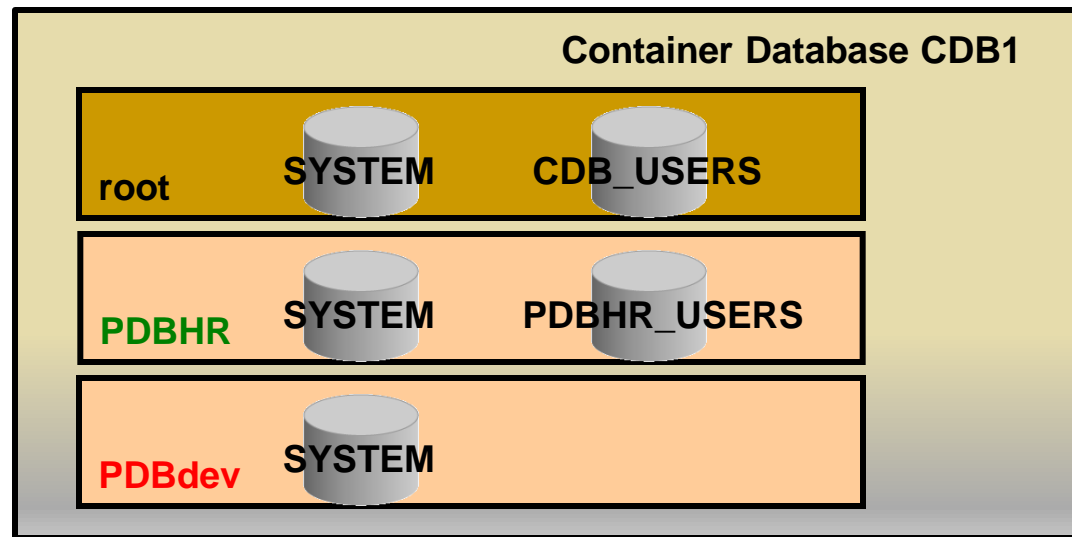 Container Database CDB1
root SYSTEM CDB_USERS
PDBHR SYSTEM PDBHR_USERS
PDBdev SYSTEM